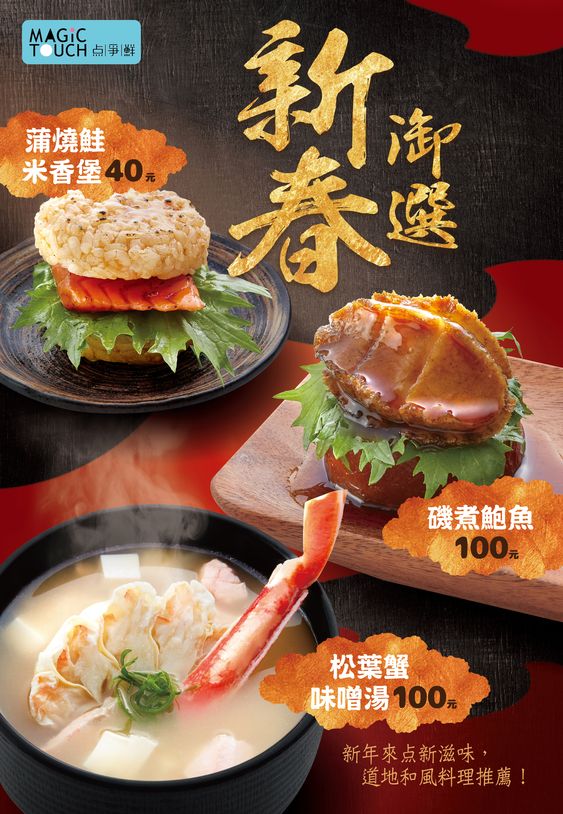 MAGiC
TOUCH 点爭鮮
新春
御選
蒲燒鮭
米香堡40元
磯煮鮑魚
100元
松葉蟹
味噌湯100元
新年來点新滋味，
道地和風料理推薦！